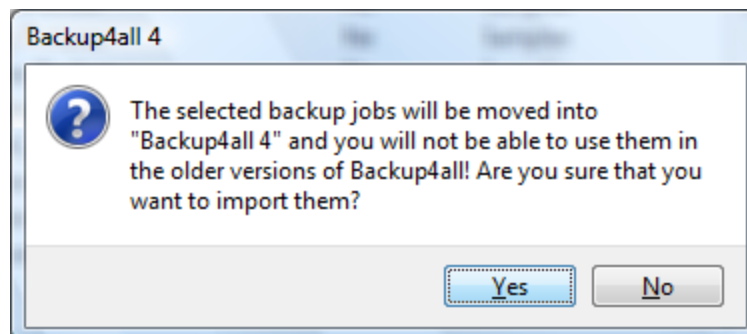 Backup4all 4
The selected backup jobs will be moved into
"Backup4all 4" and you will not be able to use them in
the older versions of Backup4all! Are you sure that you
want to import them?
Yes
No